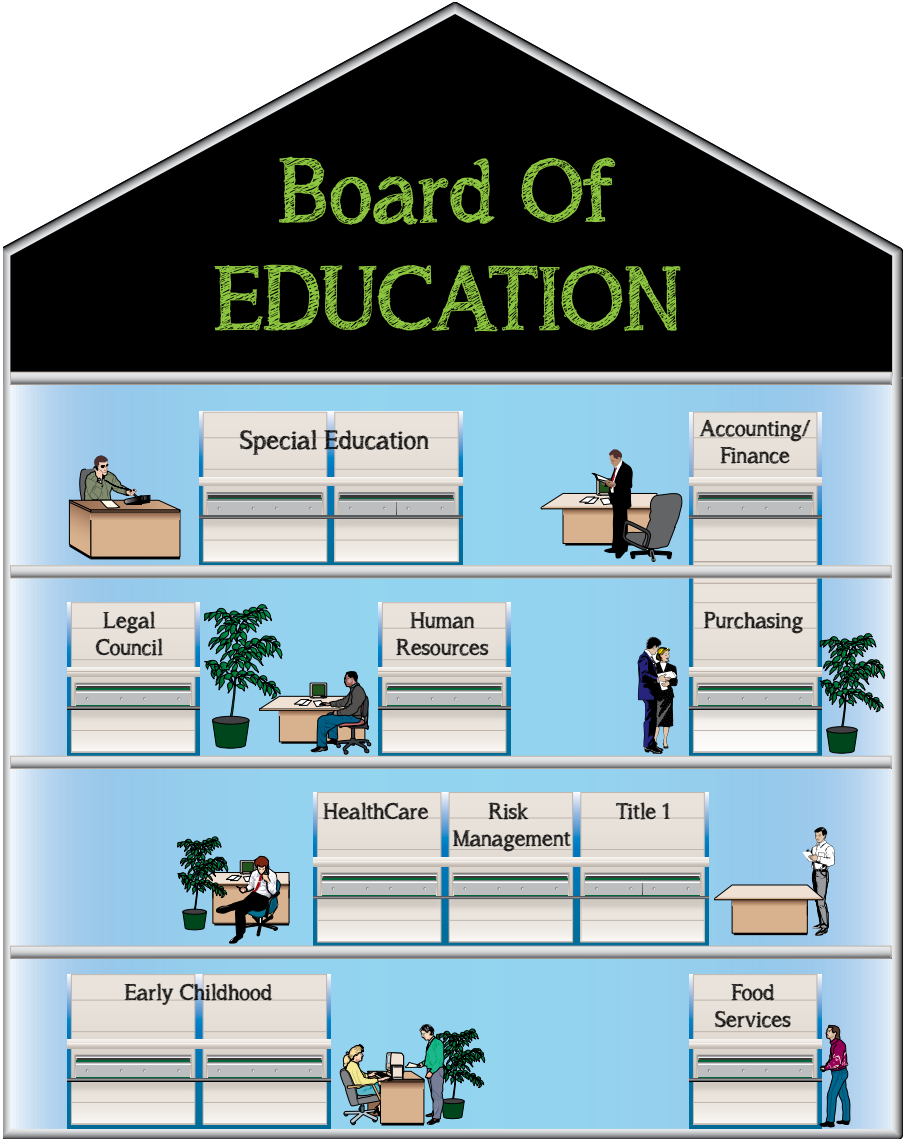 Board Of
EDUCATION
Special Education
Accounting/
Finance
Legal
Council
Human
Resources
Purchasing
HealthCare
Risk
Management
Title 1
Early Childhood
Food
Services